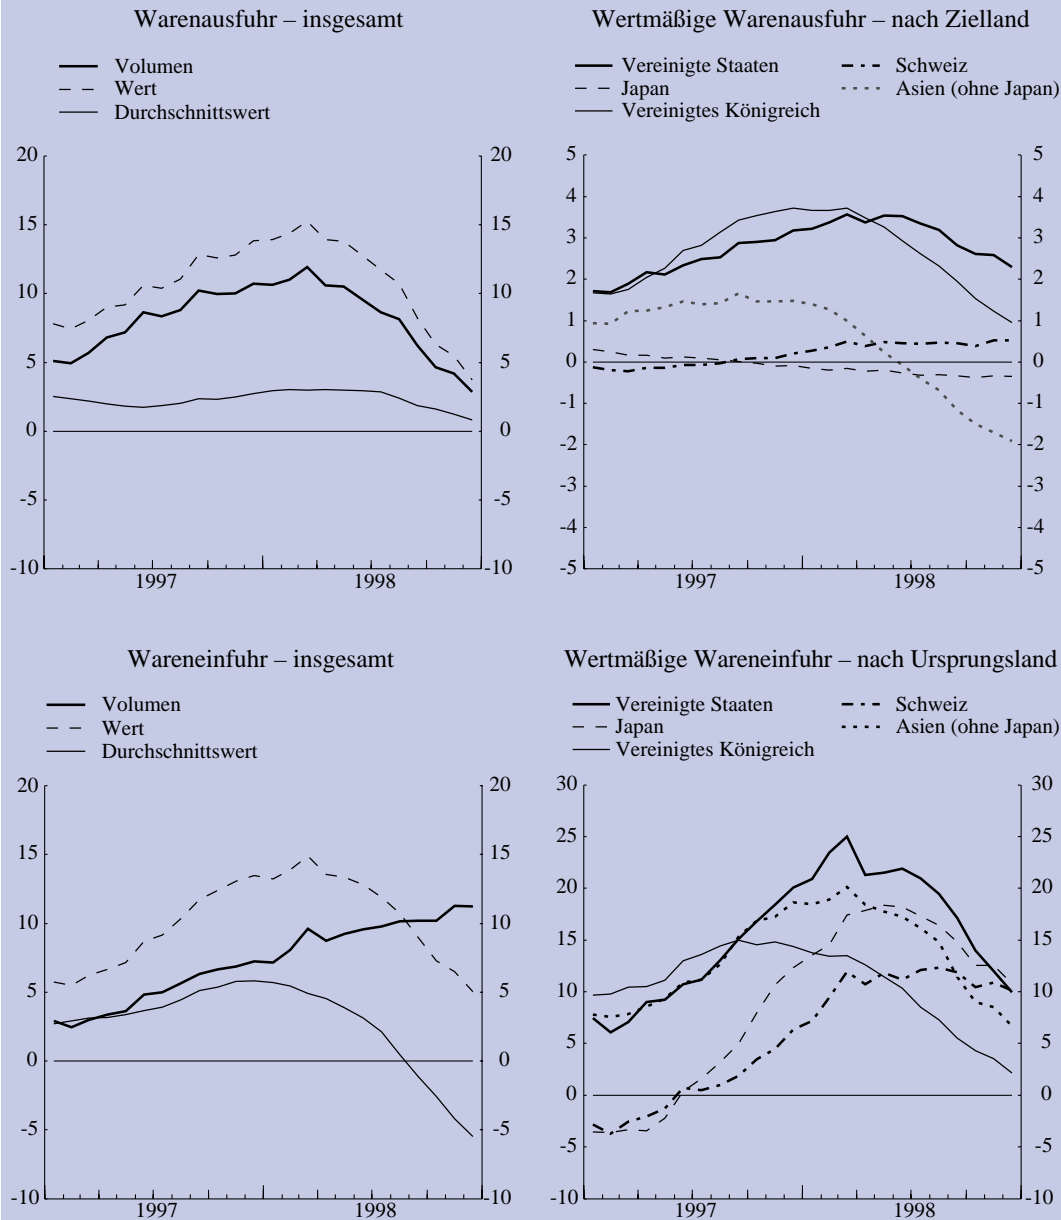 Warenausfuhr – insgesamt
Volumen
Wert
Durchschnittswert
20 20
15 15
10 10
5 5
0 0
-5 -5
-10 -10
1997 1998
Wertmäßige Warenausfuhr – nach Zielland
Vereinigte Staaten Schweiz
Japan Asien (ohne Japan)
Vereinigtes Königreich
5 5
4 4
3 3
2 2
1 1
0 0
-1 -1
-2 -2
-3 -3
-4 -4
-5 -5
1997 1998
Wareneinfuhr – insgesamt
Volumen
Wert
Durchschnittswert
20 20
15 15
10 10
5 5
0 0
-5 -5
-10 -10
1997 1998
Wertmäßige Wareneinfuhr – nach Ursprungsland
Vereinigte Staaten Schweiz
Japan Asien (ohne Japan)
Vereinigtes Königreich
30 30
25 25
20 20
15 15
10 10
5 5
0 0
-5 -5
-10 -10
1997 1998